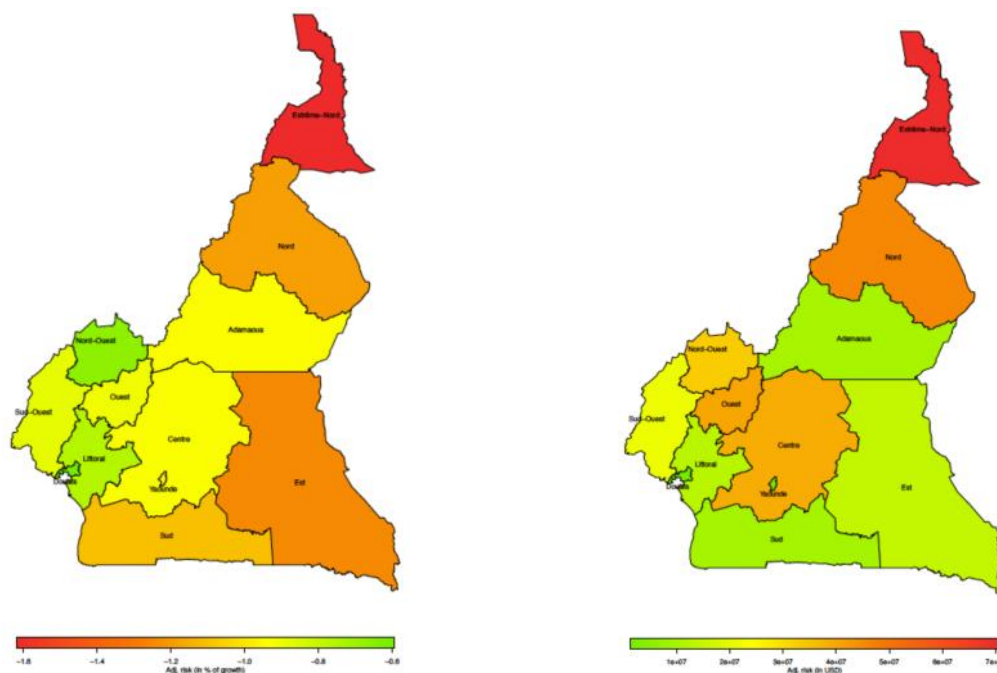 Extrême-Nord
Nord
Adamaoua
Nord-Ouest
Ouest
Sud-Ouest
Centre
Littoral
Douala
Yaounde
Est
Sud
-1.6 -1.4 -1.2 -1.0 -0.8 -0.6
Adj. risk (in % of growth)
Extrême-Nord
Nord
Adamaoua
Nord-Ouest
Ouest
Sud-Ouest
Centre
Littoral
Douala
Yaounde
Est
Sud
1e+07 2e+07 3e+07 4e+07 5e+07 6e+07
Adj. risk (in USD)